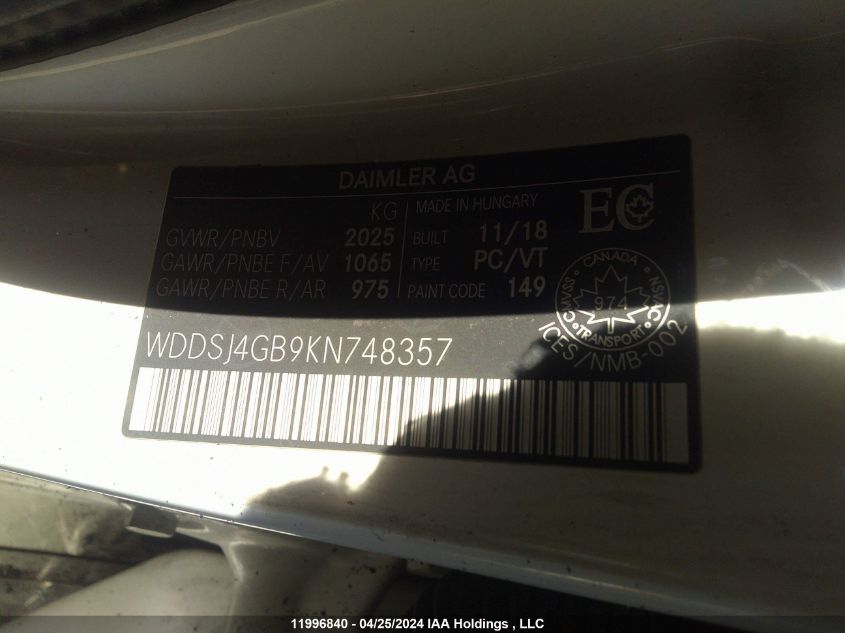 DAIMLER AG
KG
GVWR/PNBV 2025
GAWR/PNBE F/AV 1065
GAWR/PNBE R/AR 975
MADE IN HUNGARY
BUILT 11/18
TYPE PC/VT
PAINT CODE 149
EC
CANADA
CMVSS 974 NSVAC
TRANSPORT
ICES/NMB-002
WDDSJ4GB9KN748357
11996840 - 04/25/2024 IAA Holdings, LLC